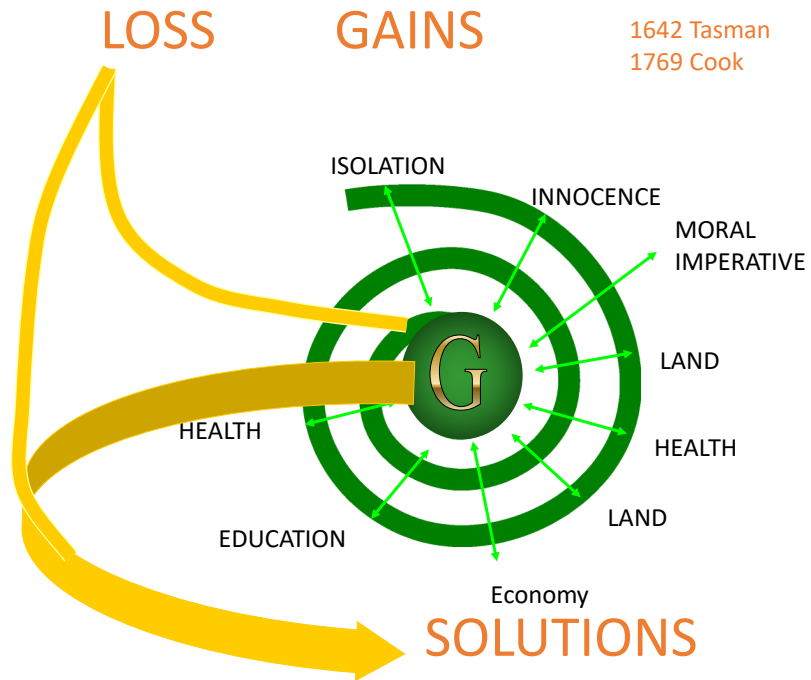 LOSS
GAINS
1642 Tasman
1769 Cook
ISOLATION
INNOCENCE
MORAL
IMPERATIVE
LAND
G
HEALTH
HEALTH
LAND
EDUCATION
Economy
SOLUTIONS